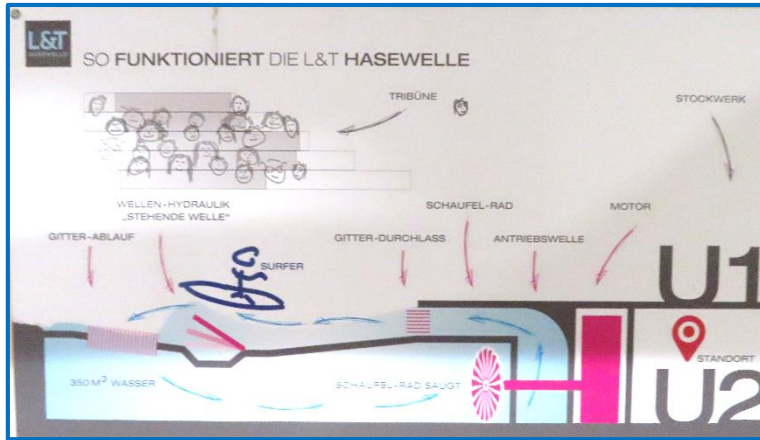 L&T
HASEWELLE
SO FUNKTIONIERT DIE L&T HASEWELLE
TRIBÜNE
STOCKWERK
WELLEN-HYDRAULIK
„STEHENDE WELLE“
SCHAUFEL-RAD
MOTOR
GITTER-ABLAUF
SURFER
GITTER-DURCHLASS
ANTRIEBSWELLE
U1
STANDORT
350 M³ WASSER
SCHAUFEL-RAD SAUGT
U2